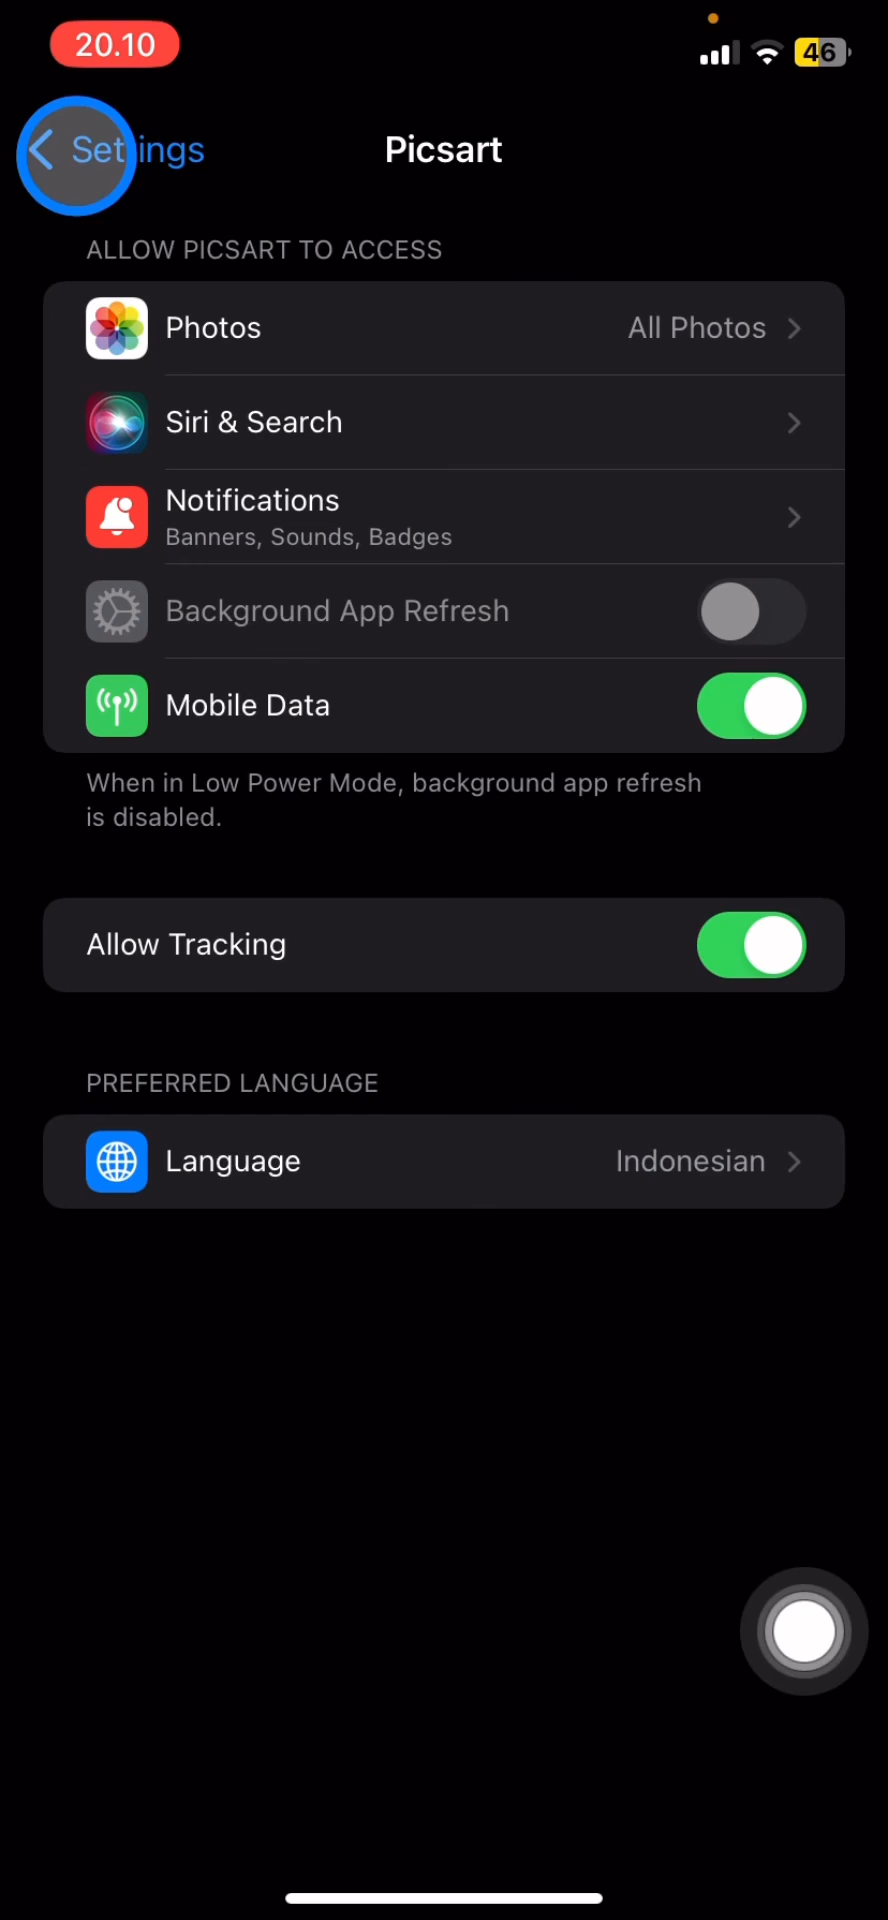 20.10
46
Settings
Picsart
ALLOW PICSART TO ACCESS
Photos
All Photos
Siri & Search
Notifications
Banners, Sounds, Badges
Background App Refresh
Mobile Data
When in Low Power Mode, background app refresh
is disabled.
Allow Tracking
PREFERRED LANGUAGE
Language
Indonesian